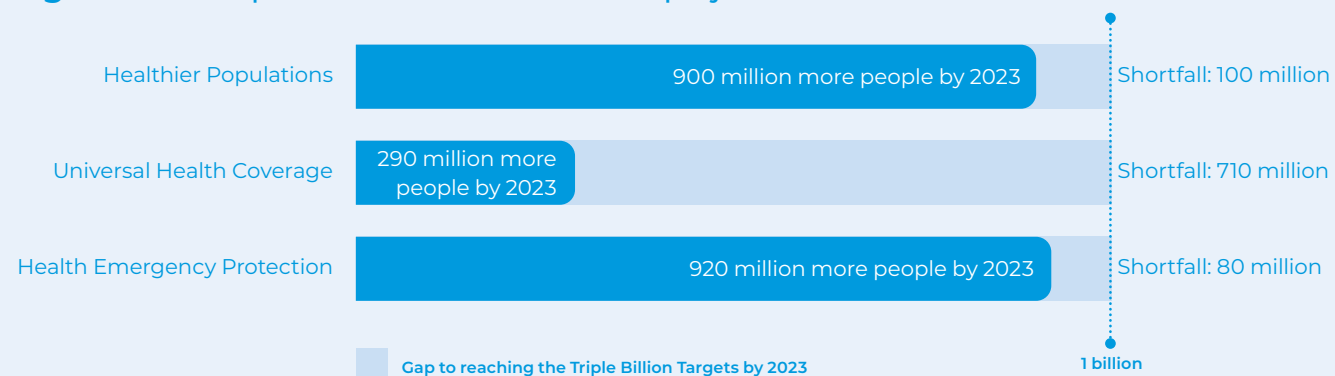 Healthier Populations
900 million more people by 2023
Shortfall: 100 million
Universal Health Coverage
290 million more
people by 2023
Shortfall: 710 million
Health Emergency Protection
920 million more people by 2023
Shortfall: 80 million
Gap to reaching the Triple Billion Targets by 2023
1 billion